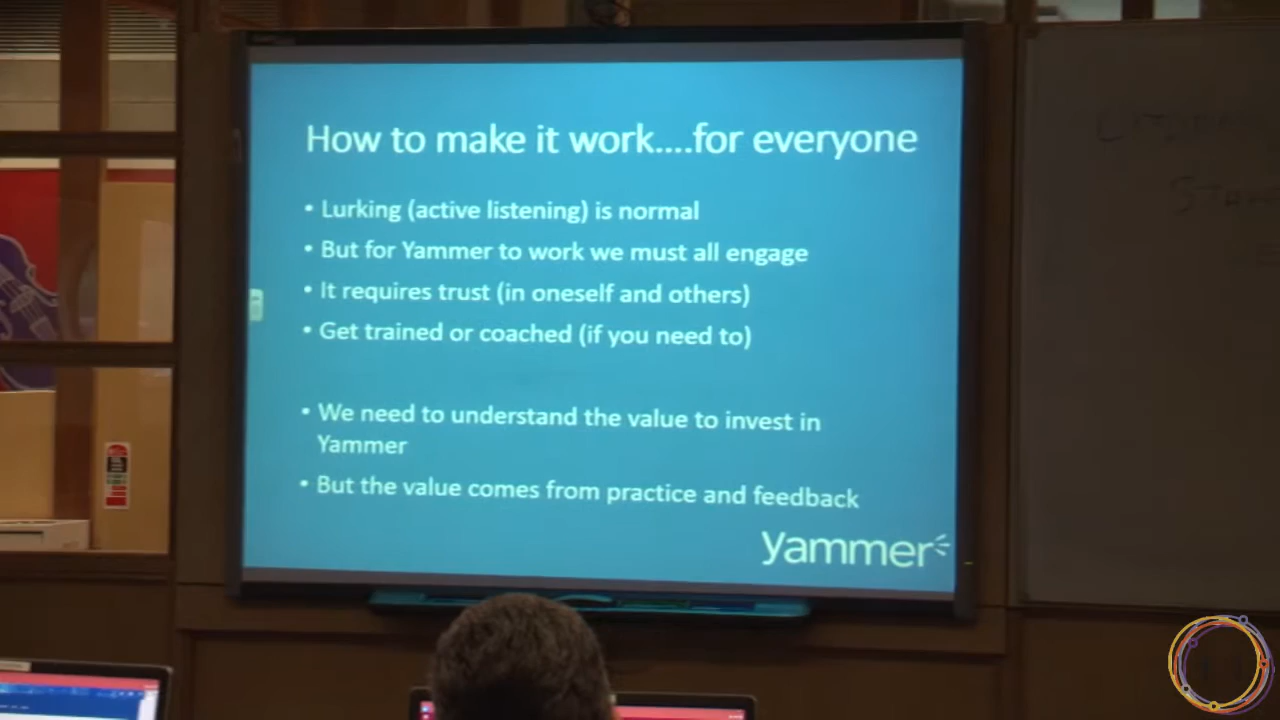 How to make it work....for everyone
• Lurking (active listening) is normal
• But for Yammer to work we must all engage
• It requires trust (in oneself and others)
• Get trained or coached (if you need to)
• We need to understand the value to invest in
Yammer
• But the value comes from practice and feedback
yammer